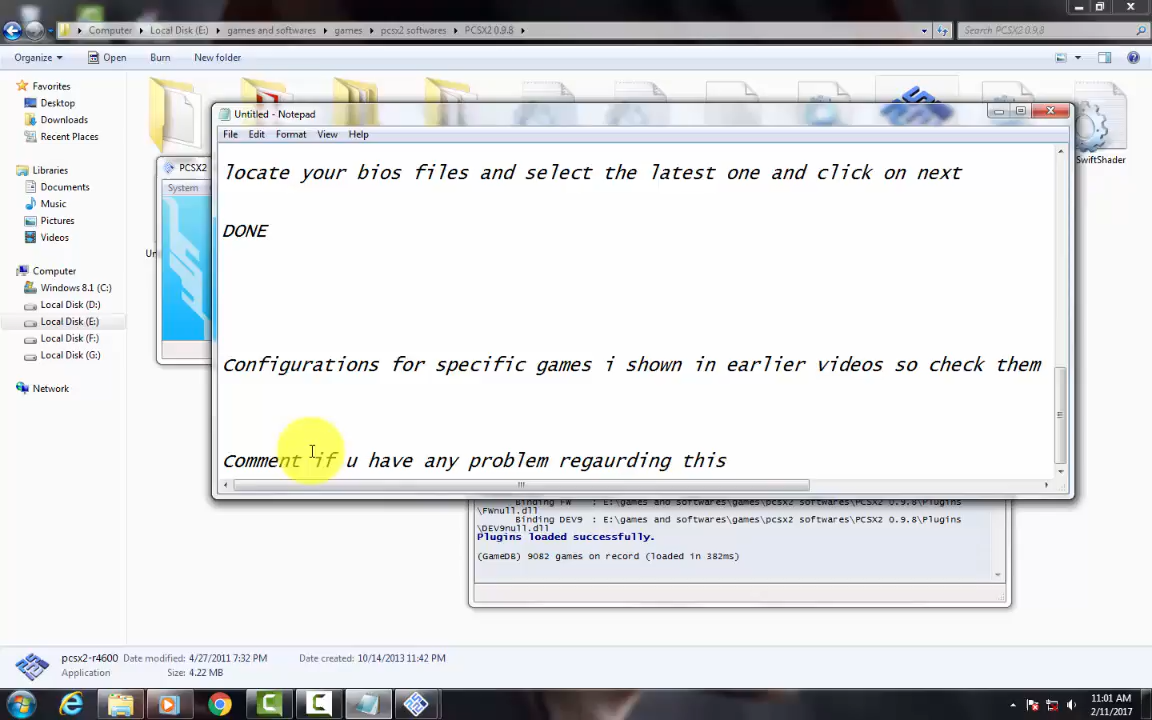 Computer ▸ Local Disk (E:) ▸ games and softwares ▸ games ▸ pcsx2 softwares ▸ PCSX2 0.9.8 ▸
Search PCSX2 0.9.8
Organize Open Burn New folder
Favorites
Desktop
Downloads
Recent Places
Libraries
Documents
Music
Pictures
Videos
Computer
Windows 8.1 (C:)
Local Disk (D:)
Local Disk (E:)
Local Disk (F:)
Local Disk (G:)
Network
SwiftShader
PCSX2
System
Untitled - Notepad
File Edit Format View Help
locate your bios files and select the latest one and click on next
DONE
Configurations for specific games i shown in earlier videos so check them
Comment if u have any problem regaurding this
Binding FW : E:\games and softwares\games\pcsx2 softwares\PCSX2 0.9.8\Plugins
\FWnull.dll
Binding DEV9 : E:\games and softwares\games\pcsx2 softwares\PCSX2 0.9.8\Plugins
\DEV9null.dll
Plugins loaded successfully.
(GameDB) 9082 games on record (loaded in 382ms)
pcsx2-r4600 Date modified: 4/27/2011 7:32 PM Date created: 10/14/2013 11:42 PM
Application Size: 4.22 MB
11:01 AM
2/11/2017